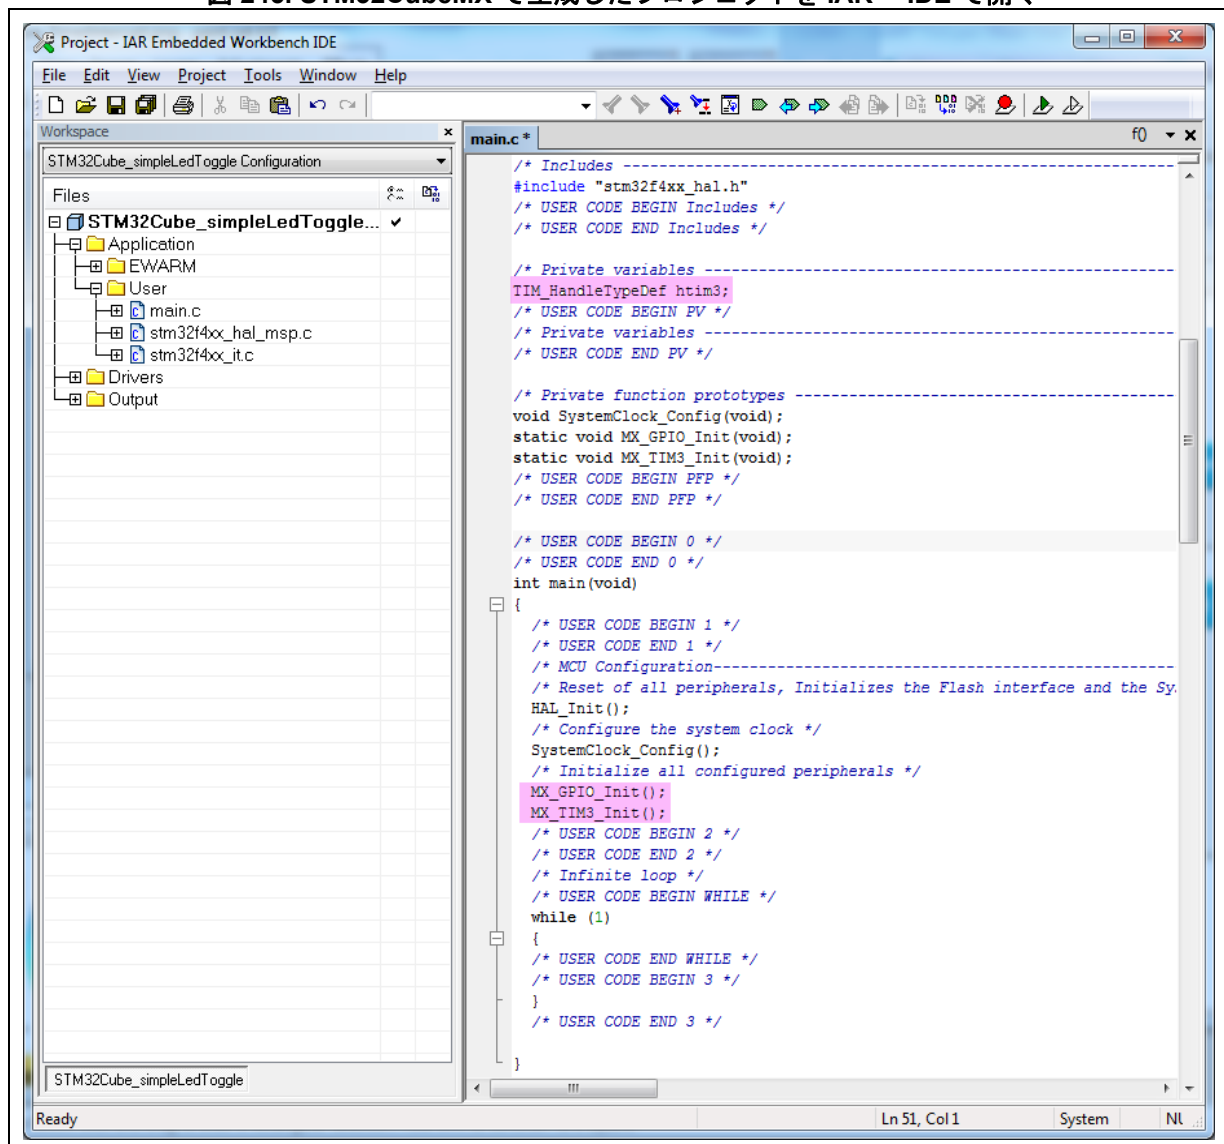 Project - IAR Embedded Workbench IDE
File Edit View Project Tools Window Help
Workspace
STM32Cube_simpleLedToggle Configuration
Files
STM32Cube_simpleLedToggle...
Application
EWARM
User
main.c
stm32f4xx_hal_msp.c
stm32f4xx_it.c
Drivers
Output
STM32Cube_simpleLedToggle
main.c *
f()
/* Includes ------------------------------------------------------------
#include "stm32f4xx_hal.h"
/* USER CODE BEGIN Includes */
/* USER CODE END Includes */
/* Private variables ---------------------------------------------------
TIM_HandleTypeDef htim3;
/* USER CODE BEGIN PV */
/* Private variables ---------------------------------------------------
/* USER CODE END PV */
/* Private function prototypes -----------------------------------------
void SystemClock_Config(void);
static void MX_GPIO_Init(void);
static void MX_TIM3_Init(void);
/* USER CODE BEGIN PFP */
/* USER CODE END PFP */
/* USER CODE BEGIN 0 */
/* USER CODE END 0 */
int main(void)
{
/* USER CODE BEGIN 1 */
/* USER CODE END 1 */
/* MCU Configuration---------------------------------------------------
/* Reset of all peripherals, Initializes the Flash interface and the Sy
HAL_Init();
/* Configure the system clock */
SystemClock_Config();
/* Initialize all configured peripherals */
MX_GPIO_Init();
MX_TIM3_Init();
/* USER CODE BEGIN 2 */
/* USER CODE END 2 */
/* Infinite loop */
/* USER CODE BEGIN WHILE */
while (1)
{
/* USER CODE END WHILE */
/* USER CODE BEGIN 3 */
}
/* USER CODE END 3 */
}
Ready
Ln 51, Col 1
System